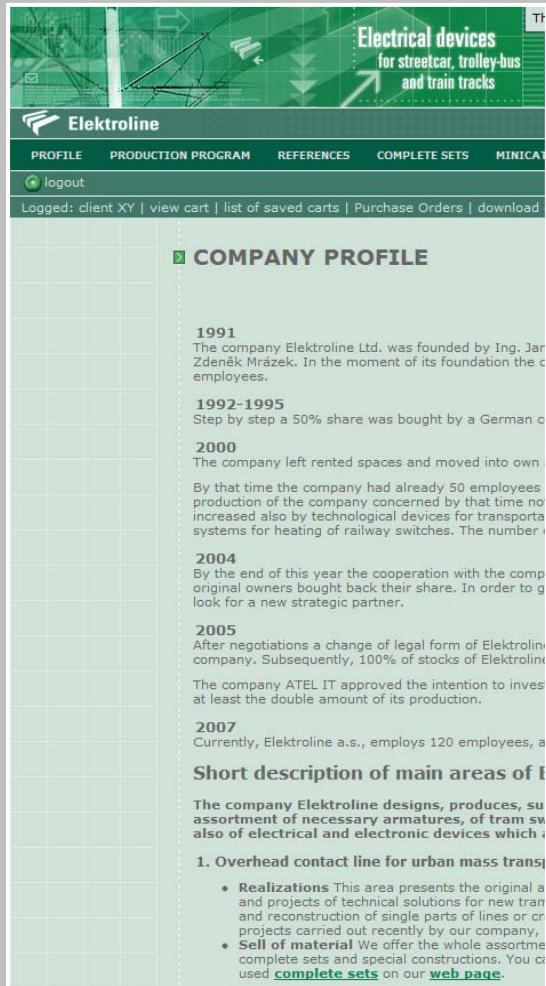 Th
Electrical devices
for streetcar, trolley-bus
and train tracks
Elektroline
PROFILE PRODUCTION PROGRAM REFERENCES COMPLETE SETS MINICAT
logout
Logged: client XY | view cart | list of saved carts | Purchase Orders | download
COMPANY PROFILE
1991
The company Elektroline Ltd. was founded by Ing. Jan
Zdeněk Mrázek. In the moment of its foundation the c
employees.
1992-1995
Step by step a 50% share was bought by a German c
2000
The company left rented spaces and moved into own
By that time the company had already 50 employees
production of the company concerned by that time no
increased also by technological devices for transporta
systems for heating of railway switches. The number
2004
By the end of this year the cooperation with the comp
original owners bought back their share. In order to g
look for a new strategic partner.
2005
After negotiations a change of legal form of Elektroline
company. Subsequently, 100% of stocks of Elektroline
The company ATEL IT approved the intention to invest
at least the double amount of its production.
2007
Currently, Elektroline a.s., employs 120 employees, a
Short description of main areas of E
The company Elektroline designs, produces, su
assortment of necessary armatures, of tram sw
also of electrical and electronic devices which a
1. Overhead contact line for urban mass transp
• Realizations This area presents the original a
and projects of technical solutions for new tram
and reconstruction of single parts of lines or cr
projects carried out recently by our company,
• Sell of material We offer the whole assortme
complete sets and special constructions. You ca
used complete sets on our web page.